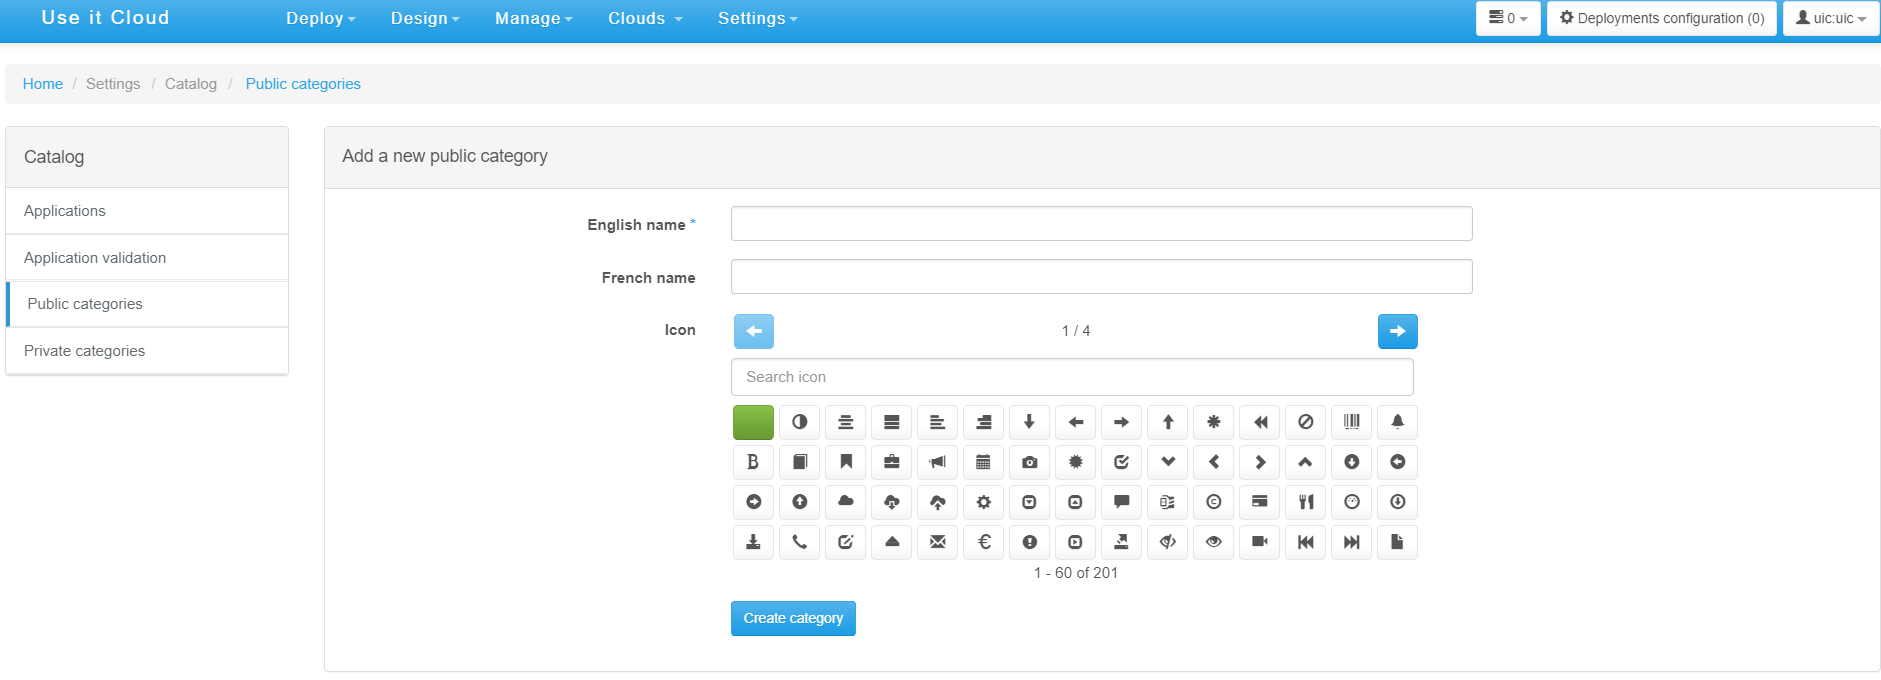 Use it Cloud Deploy Design Manage Clouds Settings 0 Deployments configuration (0) uic:uic
Home / Settings / Catalog / Public categories
Catalog
Applications
Application validation
Public categories
Private categories
Add a new public category
English name *
French name
Icon 1 / 4
Search icon
1 - 60 of 201
Create category